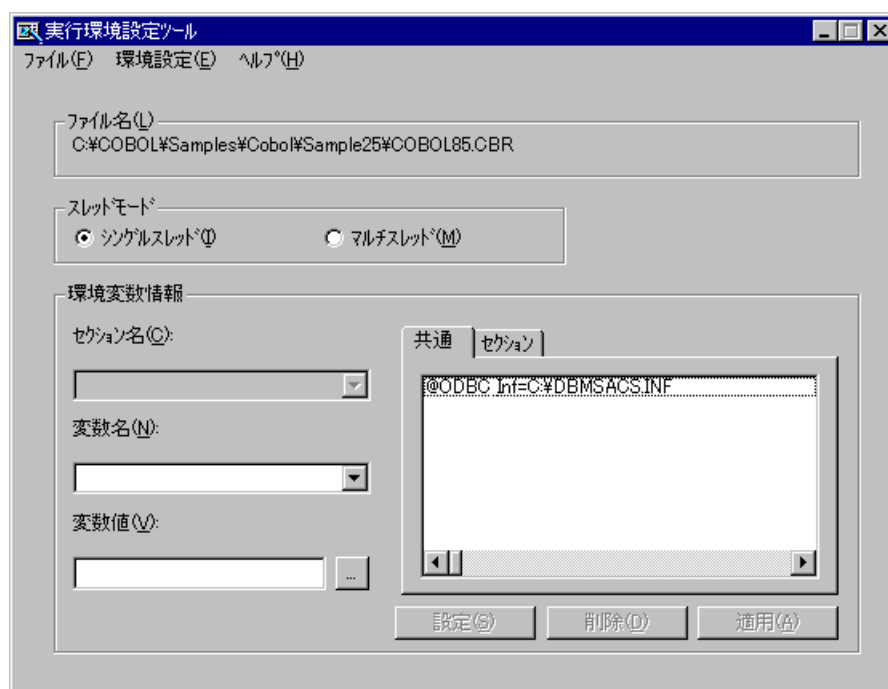 実行環境設定ツール
ファイル(F) 環境設定(E) ヘルプ(H)
ファイル名(L)
C:¥COBOL¥Samples¥Cobol¥Sample25¥COBOL85.CBR
スレッドモード
シングルスレッド(I) マルチスレッド(M)
環境変数情報
セクション名(C):
共通 セクション
@ODBC_Inf=C:¥DBMSACS.INF
変数名(N):
変数値(V):
...
設定(S) 削除(D) 適用(A)